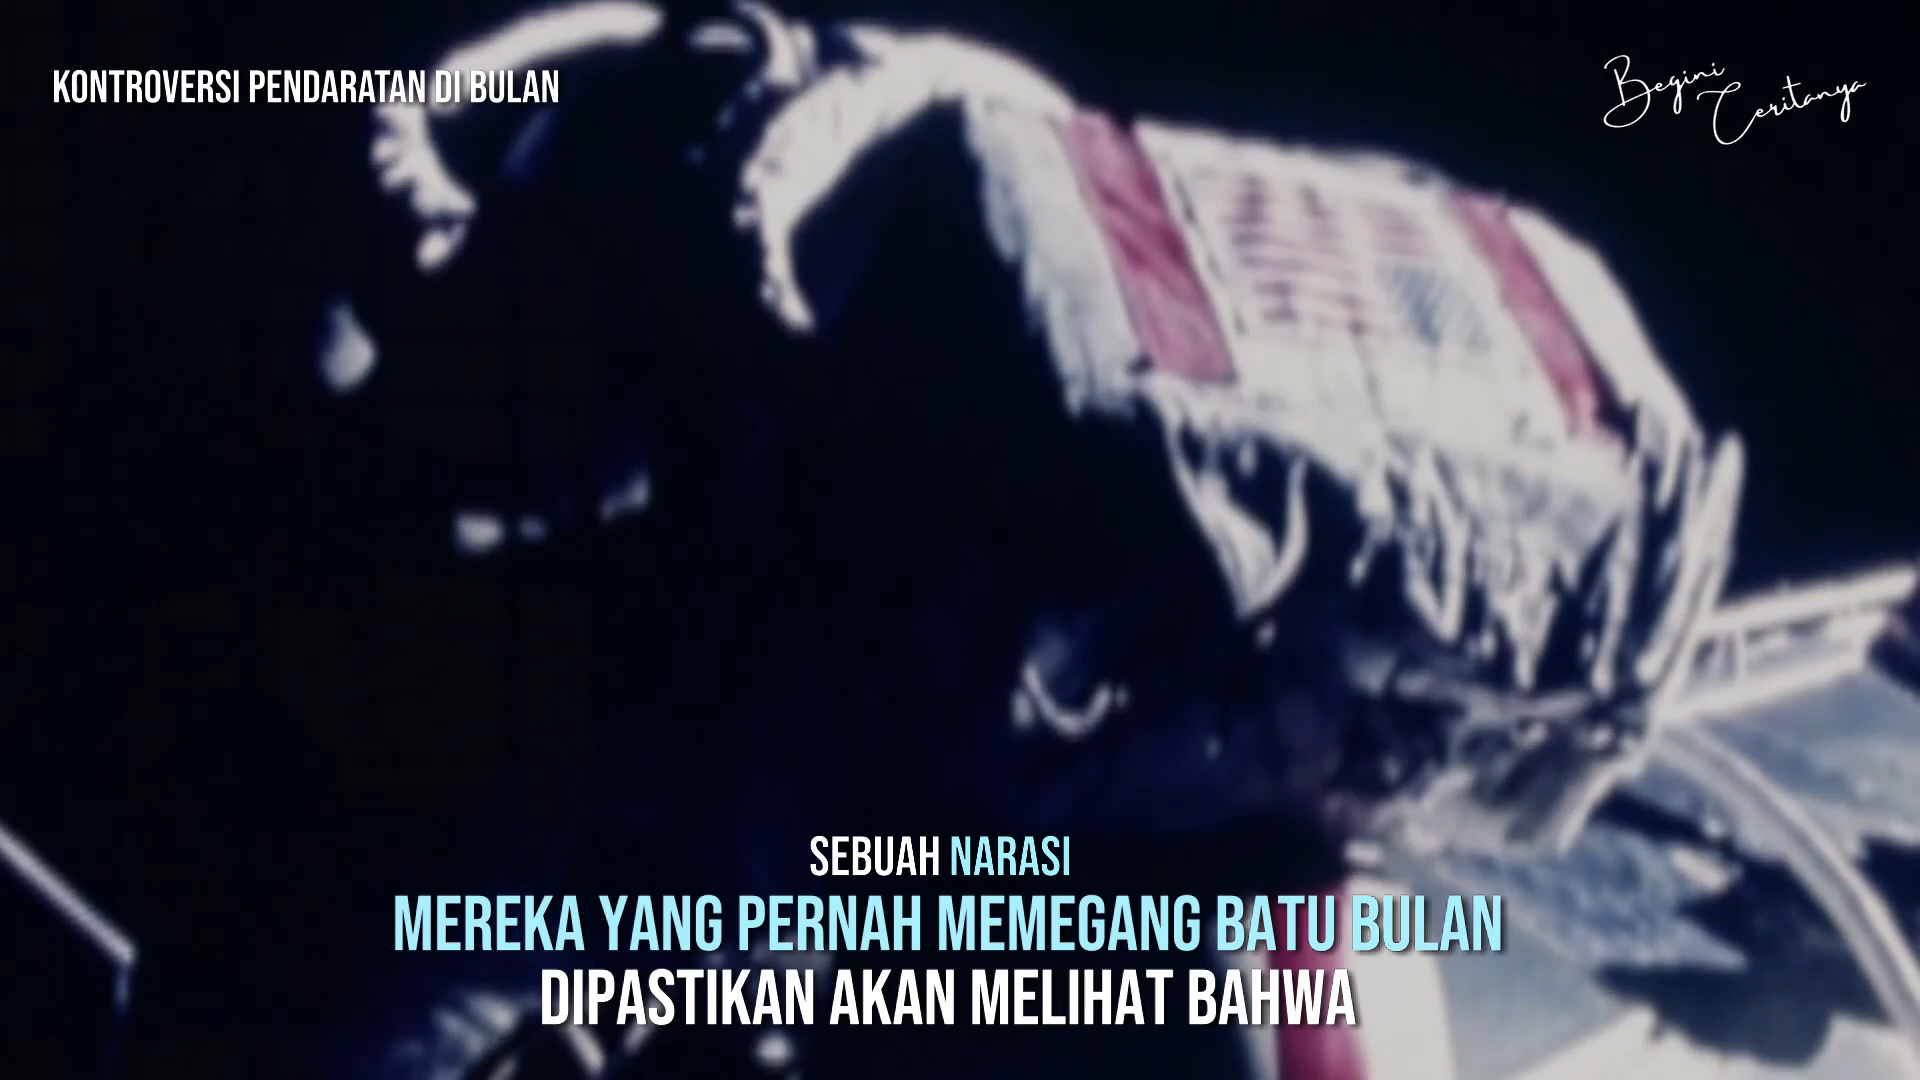 KONTROVERSI PENDARATAN DI BULAN
Begini
Ceritanya
SEBUAH NARASI
MEREKA YANG PERNAH MEMEGANG BATU BULAN
DIPASTIKAN AKAN MELIHAT BAHWA